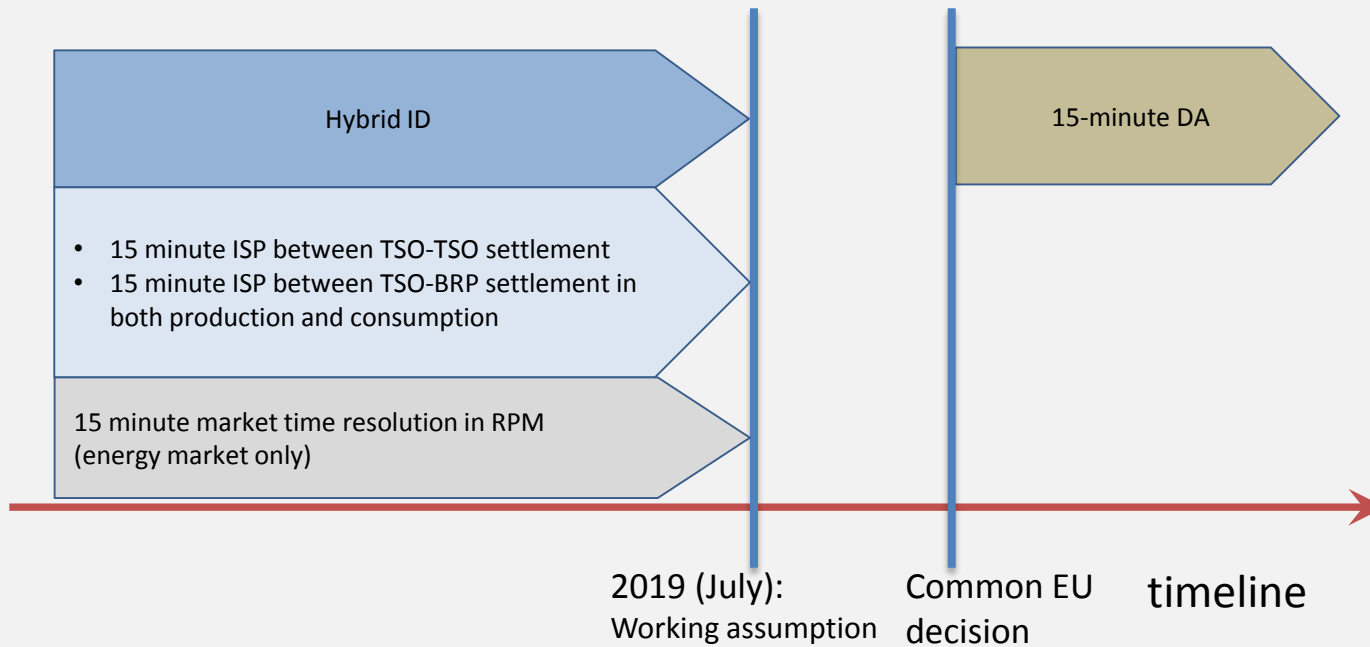 Hybrid ID
15-minute DA
• 15 minute ISP between TSO-TSO settlement
• 15 minute ISP between TSO-BRP settlement in
both production and consumption
15 minute market time resolution in RPM
(energy market only)
2019 (July):
Working assumption
Common EU
decision
timeline